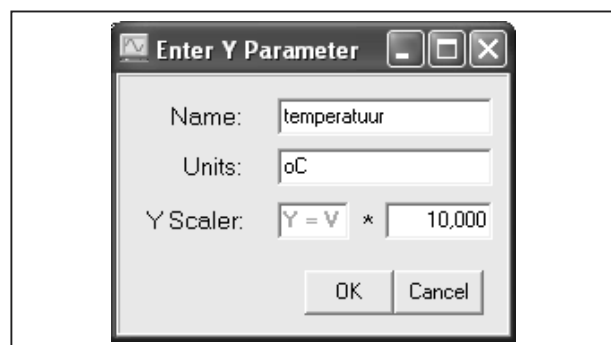 Enter Y Parameter
Name: temperatuur
Units: oC
Y Scaler: Y = V * 10,000
OK Cancel